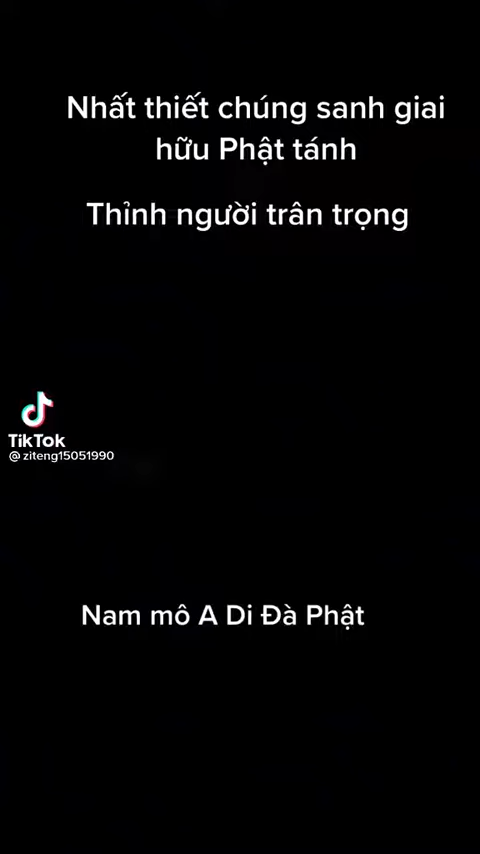 Nhất thiết chúng sanh giai
hữu Phật tánh
Thỉnh người trân trọng
TikTok
@ ziteng15051990
Nam mô A Di Đà Phật